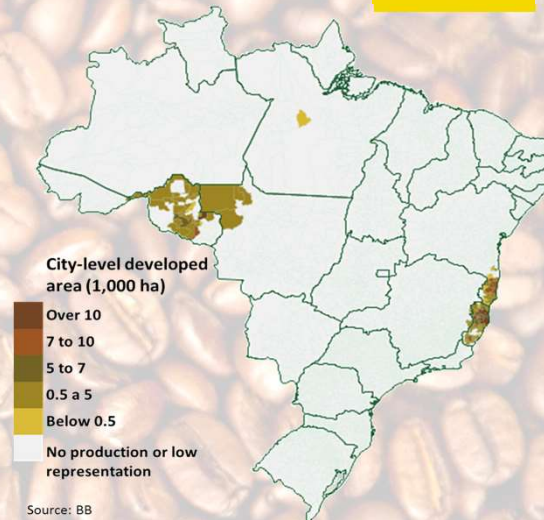 City-level developed
area (1,000 ha)
Over 10
7 to 10
5 to 7
0.5 a 5
Below 0.5
No production or low
representation
Source: BB